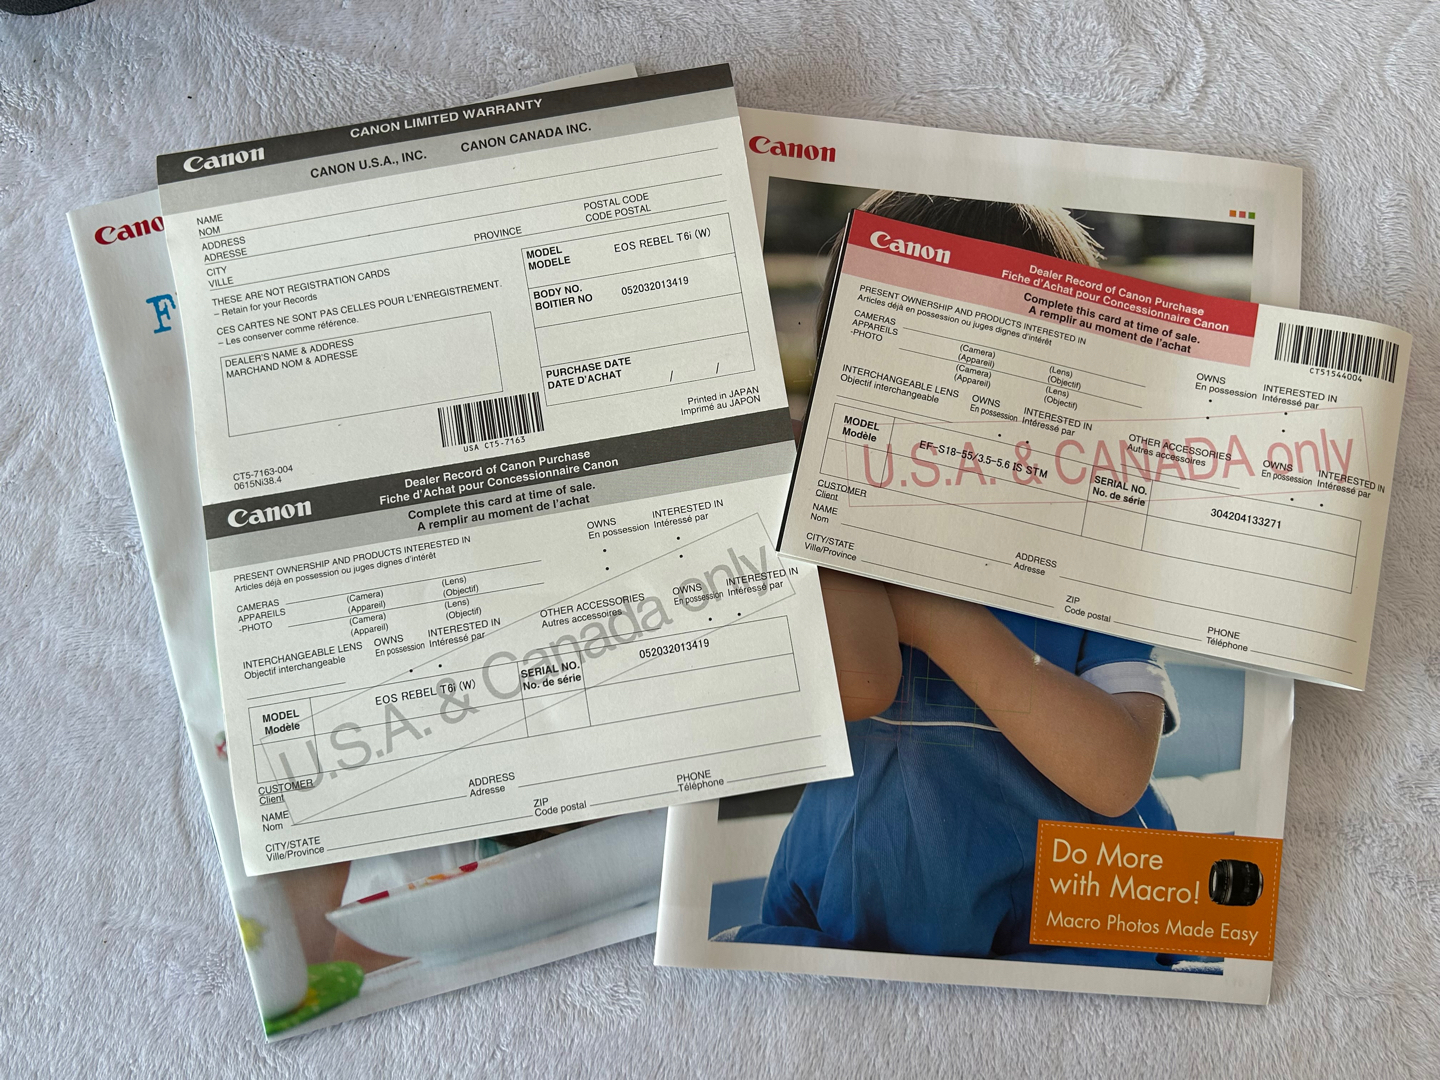 CANON LIMITED WARRANTY
Canon
CANON U.S.A., INC. CANON CANADA INC.
NAME
NOM
ADDRESS
ADRESSE
CITY
VILLE
PROVINCE
POSTAL CODE
CODE POSTAL
THESE ARE NOT REGISTRATION CARDS
– Retain for your Records
CES CARTES NE SONT PAS CELLES POUR L'ENREGISTREMENT.
– Les conserver comme référence.
DEALER'S NAME & ADDRESS
MARCHAND NOM & ADRESSE
MODEL
MODELE
EOS REBEL T6i (W)
BODY NO.
BOITIER NO
052032013419
PURCHASE DATE
DATE D'ACHAT
/ /
USA CT5-7163
Printed in JAPAN
Imprimé au JAPON
CT5-7163-004
0615Ni38.4
Dealer Record of Canon Purchase
Fiche d'Achat pour Concessionnaire Canon
Canon
Complete this card at time of sale.
A remplir au moment de l'achat
PRESENT OWNERSHIP AND PRODUCTS INTERESTED IN
Articles déjà en possession ou juges dignes d'intérêt
OWNS
En possession
INTERESTED IN
Intéressé par
CAMERAS
APPAREILS
-PHOTO
(Camera)
(Appareil)
(Camera)
(Appareil)
(Lens)
(Objectif)
(Lens)
(Objectif)
INTERCHANGEABLE LENS
Objectif interchangeable
OWNS
En possession
INTERESTED IN
Intéressé par
OTHER ACCESSORIES
Autres accessoires
OWNS
En possession
INTERESTED IN
Intéressé par
MODEL
Modèle
EOS REBEL T6i (W)
SERIAL NO.
No. de série
052032013419
U.S.A. & Canada only
CUSTOMER
Client
NAME
Nom
ADDRESS
Adresse
CITY/STATE
Ville/Province
ZIP
Code postal
PHONE
Téléphone
Cano
F
Canon
Canon
Dealer Record of Canon Purchase
Fiche d'Achat pour Concessionnaire Canon
Complete this card at time of sale.
A remplir au moment de l'achat
CT51544004
PRESENT OWNERSHIP AND PRODUCTS INTERESTED IN
Articles déjà en possession ou juges dignes d'intérêt
CAMERAS
APPAREILS
-PHOTO
(Camera)
(Appareil)
(Camera)
(Appareil)
(Lens)
(Objectif)
(Lens)
(Objectif)
OWNS
En possession
INTERESTED IN
Intéressé par
INTERCHANGEABLE LENS
Objectif interchangeable
OWNS
En possession
INTERESTED IN
Intéressé par
OTHER ACCESSORIES
Autres accessoires
OWNS
En possession
INTERESTED IN
Intéressé par
MODEL
Modèle
EF-S18-55/3.5-5.6 IS STM
SERIAL NO.
No. de série
304204133271
U.S.A. & CANADA only
CUSTOMER
Client
NAME
Nom
CITY/STATE
Ville/Province
ADDRESS
Adresse
ZIP
Code postal
PHONE
Téléphone
Do More
with Macro!
Macro Photos Made Easy